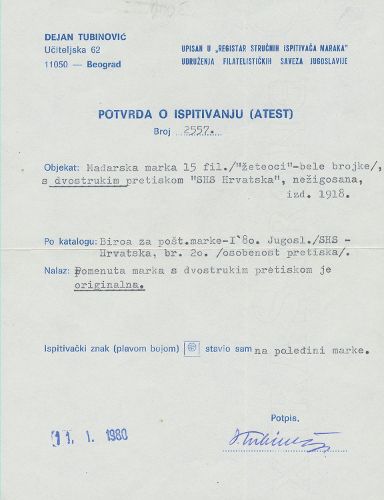 DEJAN TUBINOVIĆ
Učiteljska 62
11050 — Beograd
UPISAN U „REGISTAR STRUČNIH ISPITIVAČA MARAKA"
UDRUŽENJA FILATELISTIČKIH SAVEZA JUGOSLAVIJE
POTVRDA O ISPITIVANJU (ATEST)
Broj 2557.
Objekat: Mađarska marka 15 fil./"Žeteoci"-bele brojke/,
s dvostrukim pretiskom "SHS Hrvatska", nežigosana,
izd. 1918.
Po katalogu: Biroa za pošt.marke-I`80. Jugosl./SHS -
Hrvatska, br. 20. /osobenost pretiska/.
Nalaz: Pomenuta marka s dvostrukim pretiskom je
originalna.
Ispitivački znak (plavom bojom) stavio sam na poleđini marke.
11. 1. 1980
Potpis,
D.Tubinović